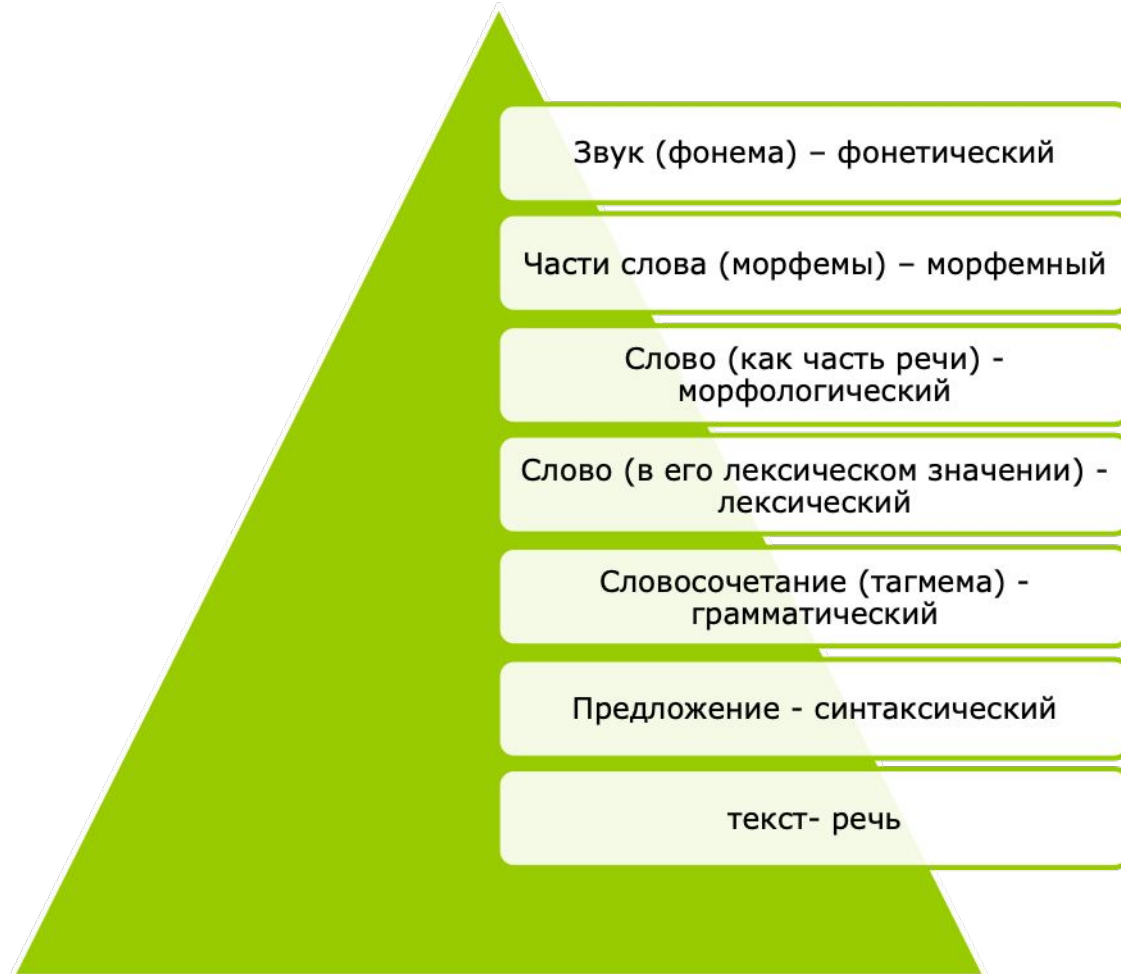 Звук (фонема) – фонетический
Части слова (морфемы) – морфемный
Слово (как часть речи) -
морфологический
Слово (в его лексическом значении) -
лексический
Словосочетание (тагмема) -
грамматический
Предложение - синтаксический
текст- речь